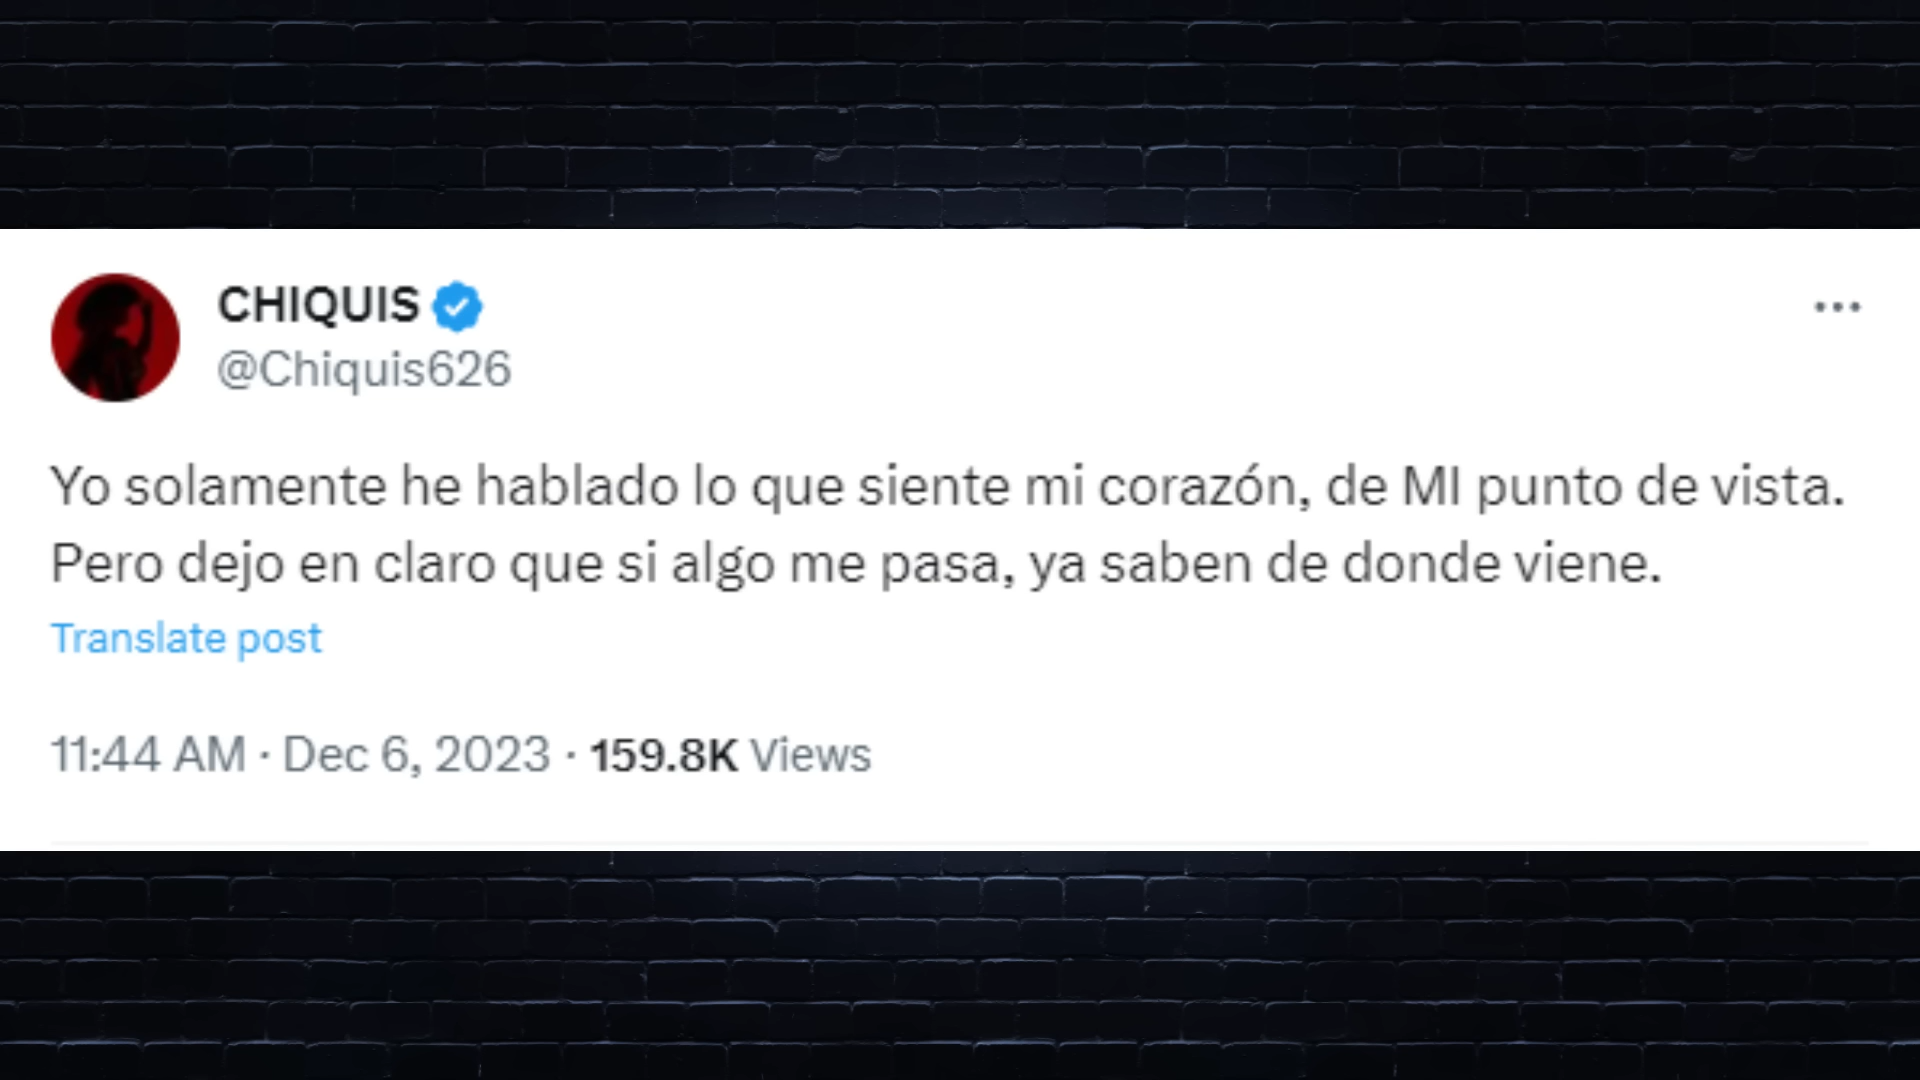 CHIQUIS
@Chiquis626
Yo solamente he hablado lo que siente mi corazón, de MI punto de vista.
Pero dejo en claro que si algo me pasa, ya saben de donde viene.
Translate post
11:44 AM · Dec 6, 2023 · 159.8K Views